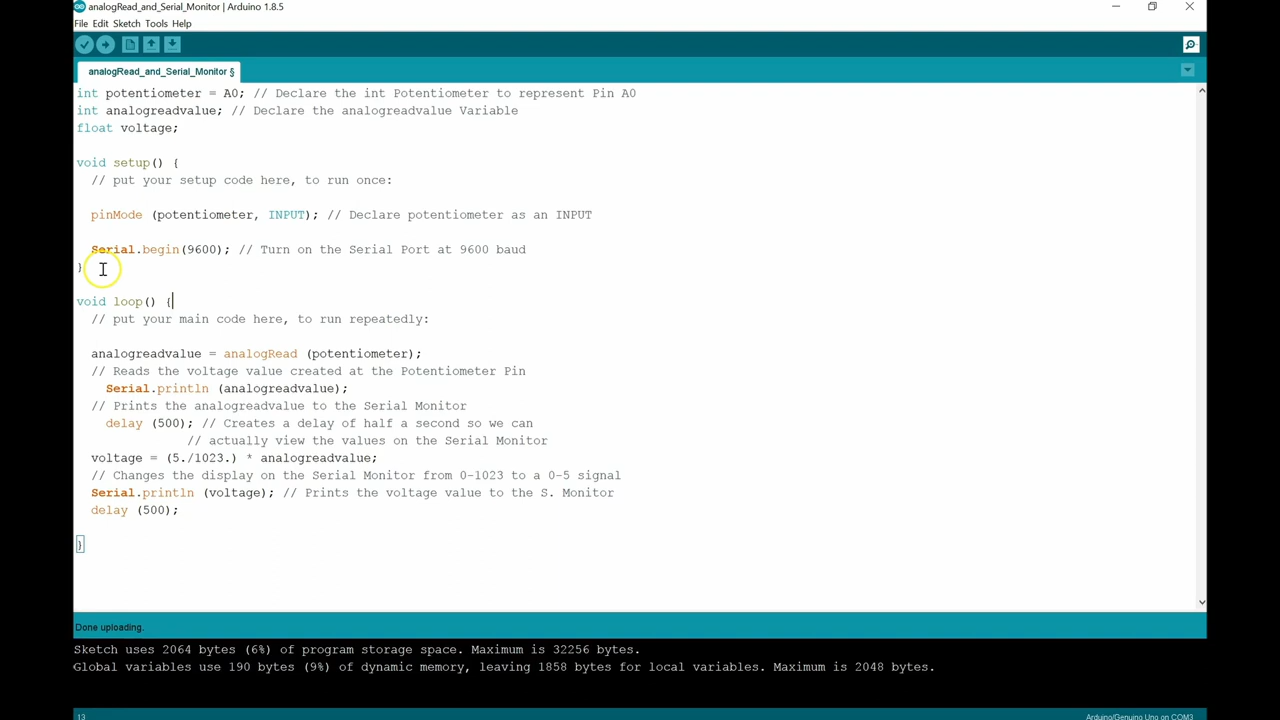 analogRead_and_Serial_Monitor | Arduino 1.8.5
File Edit Sketch Tools Help
analogRead_and_Serial_Monitor §
int potentiometer = A0; // Declare the int Potentiometer to represent Pin A0
int analogreadvalue; // Declare the analogreadvalue Variable
float voltage;
void setup() {
// put your setup code here, to run once:
pinMode (potentiometer, INPUT); // Declare potentiometer as an INPUT
Serial.begin(9600); // Turn on the Serial Port at 9600 baud
}
void loop() {
// put your main code here, to run repeatedly:
analogreadvalue = analogRead (potentiometer);
// Reads the voltage value created at the Potentiometer Pin
Serial.println (analogreadvalue);
// Prints the analogreadvalue to the Serial Monitor
delay (500); // Creates a delay of half a second so we can
// actually view the values on the Serial Monitor
voltage = (5./1023.) * analogreadvalue;
// Changes the display on the Serial Monitor from 0-1023 to a 0-5 signal
Serial.println (voltage); // Prints the voltage value to the S. Monitor
delay (500);
}
Done uploading.
Sketch uses 2064 bytes (6%) of program storage space. Maximum is 32256 bytes.
Global variables use 190 bytes (9%) of dynamic memory, leaving 1858 bytes for local variables. Maximum is 2048 bytes.
13 Arduino/Genuino Uno on COM3